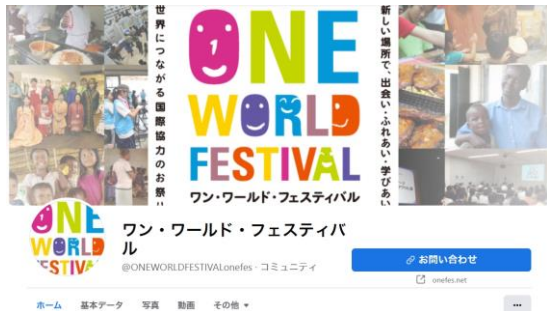 世界につながる国際協力のお祭り
ONE
WORLD
FESTIVAL
ワン・ワールド・フェスティバル
新しい場所で、出会い・ふれあい・学びあい
ONE
WORLD
ESTIV
ワン・ワールド・フェスティバ
ル
@ONEWORLDFESTIVALonefes · コミュニティ
お問い合わせ
onefes.net
ホーム 基本データ 写真 動画 その他 ▼ ...